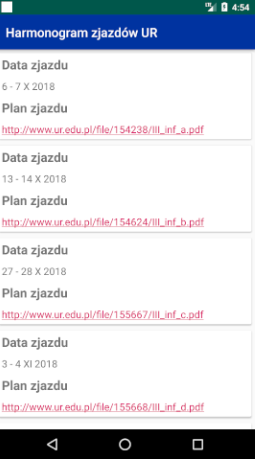 LTE 4:54
Harmonogram zjazdów UR
Data zjazdu
6 - 7 X 2018
Plan zjazdu
http://www.ur.edu.pl/file/154238/III_inf_a.pdf
Data zjazdu
13 - 14 X 2018
Plan zjazdu
http://www.ur.edu.pl/file/154624/III_inf_b.pdf
Data zjazdu
27 - 28 X 2018
Plan zjazdu
http://www.ur.edu.pl/file/155667/III_inf_c.pdf
Data zjazdu
3 - 4 XI 2018
Plan zjazdu
http://www.ur.edu.pl/file/155668/III_inf_d.pdf